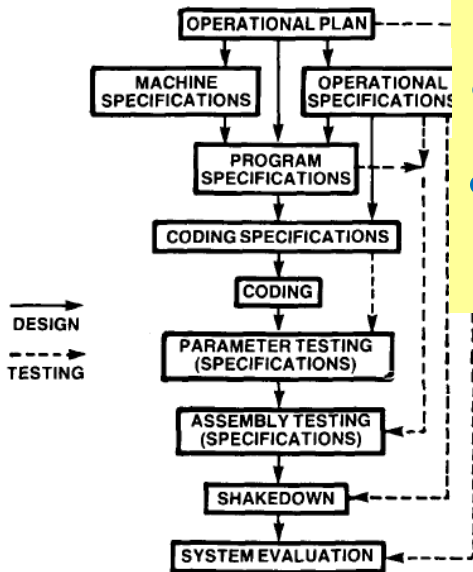 OPERATIONAL PLAN
MACHINE
SPECIFICATIONS
OPERATIONAL
SPECIFICATIONS
PROGRAM
SPECIFICATIONS
CODING SPECIFICATIONS
CODING
DESIGN
TESTING
PARAMETER TESTING
(SPECIFICATIONS)
ASSEMBLY TESTING
(SPECIFICATIONS)
SHAKEDOWN
SYSTEM EVALUATION